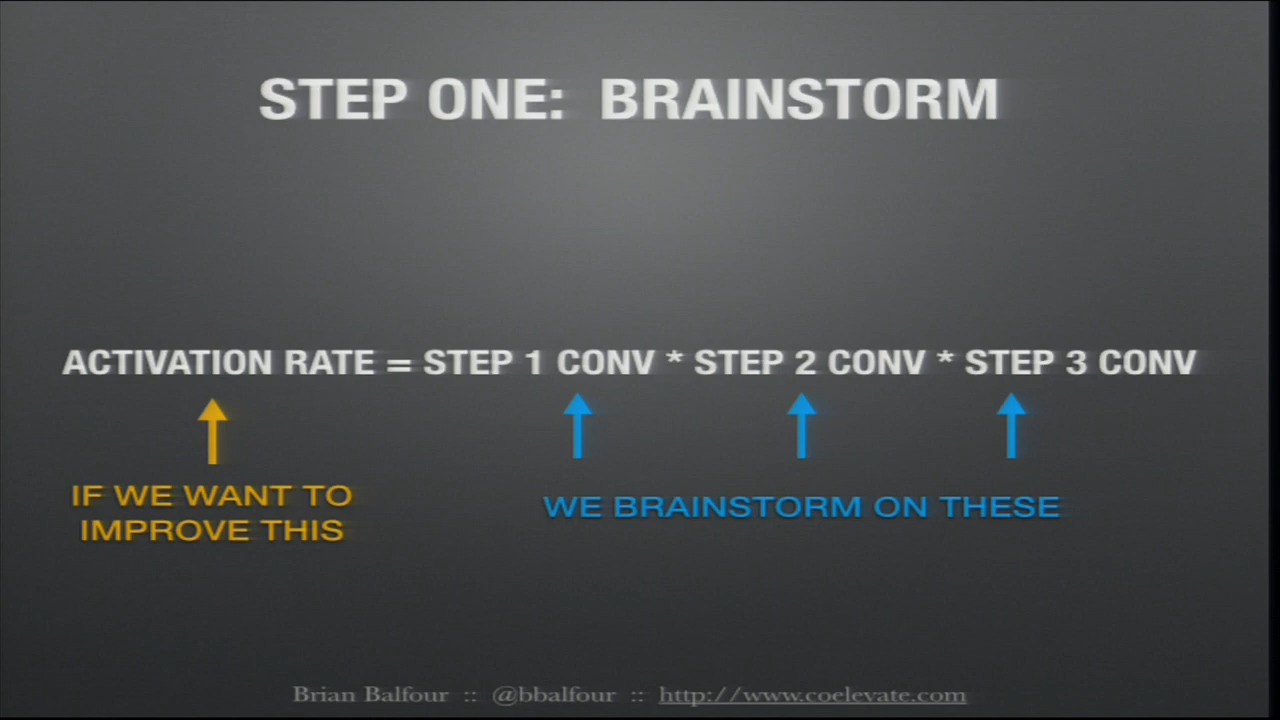 STEP ONE: BRAINSTORM
ACTIVATION RATE = STEP 1 CONV * STEP 2 CONV * STEP 3 CONV
IF WE WANT TO
IMPROVE THIS
WE BRAINSTORM ON THESE
Brian Balfour :: @bbalfour :: http://www.coelevate.com